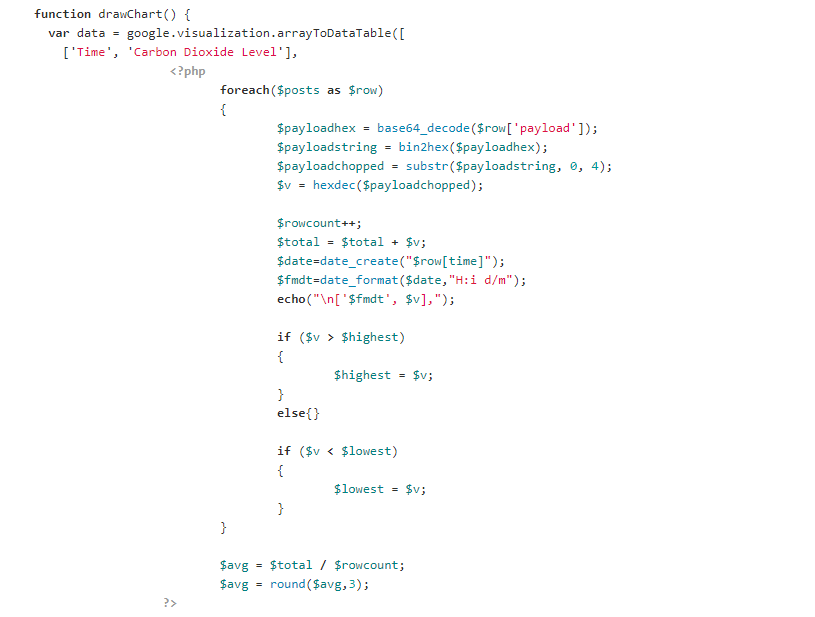 function drawChart() {
var data = google.visualization.arrayToDataTable([
['Time', 'Carbon Dioxide Level'],
<?php
foreach($posts as $row)
{
$payloadhex = base64_decode($row['payload']);
$payloadstring = bin2hex($payloadhex);
$payloadchopped = substr($payloadstring, 0, 4);
$v = hexdec($payloadchopped);
$rowcount++;
$total = $total + $v;
$date=date_create("$row[time]");
$fmdt=date_format($date,"H:i d/m");
echo("\n['$fmdt', $v],");
if ($v > $highest)
{
$highest = $v;
}
else{}
if ($v < $lowest)
{
$lowest = $v;
}
}
$avg = $total / $rowcount;
$avg = round($avg,3);
?>